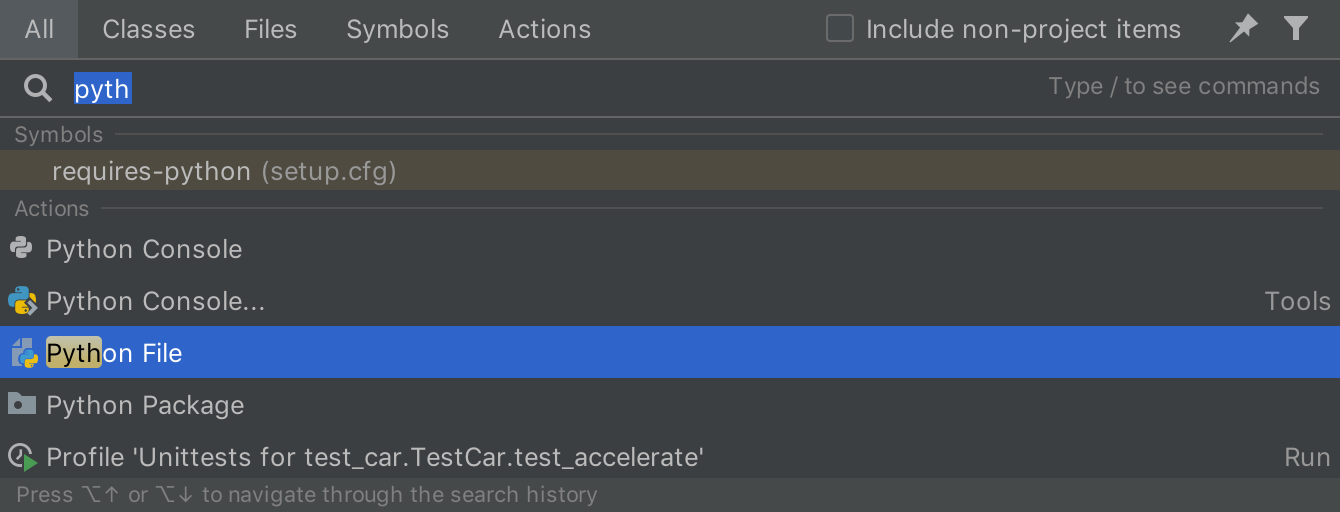 All Classes Files Symbols Actions Include non-project items
pyth Type / to see commands
Symbols
requires-python (setup.cfg)
Actions
Python Console
Python Console... Tools
Python File
Python Package
Profile 'Unittests for test_car.TestCar.test_accelerate' Run
Press ⌥↑ or ⌥↓ to navigate through the search history